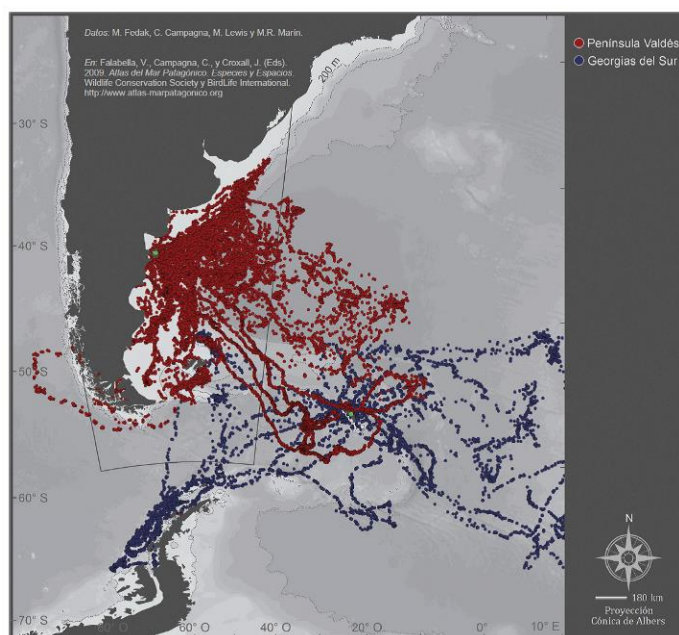 Datos: M. Fedak, C. Campagna, M. Lewis y M.R. Marín.
En: Falabella, V., Campagna, C., y Croxall, J. (Eds).
2009. Atlas del Mar Patagónico. Especies y Espacios.
Wildlife Conservation Society y BirdLife International.
http://www.atlas-marpatagonico.org
200 m
Península Valdés
Georgias del Sur
30° S
40° S
50° S
60° S
70° S
80° O
60° O
40° O
20° O
0°
10° E
N
180 km
Proyección
Cónica de Albers